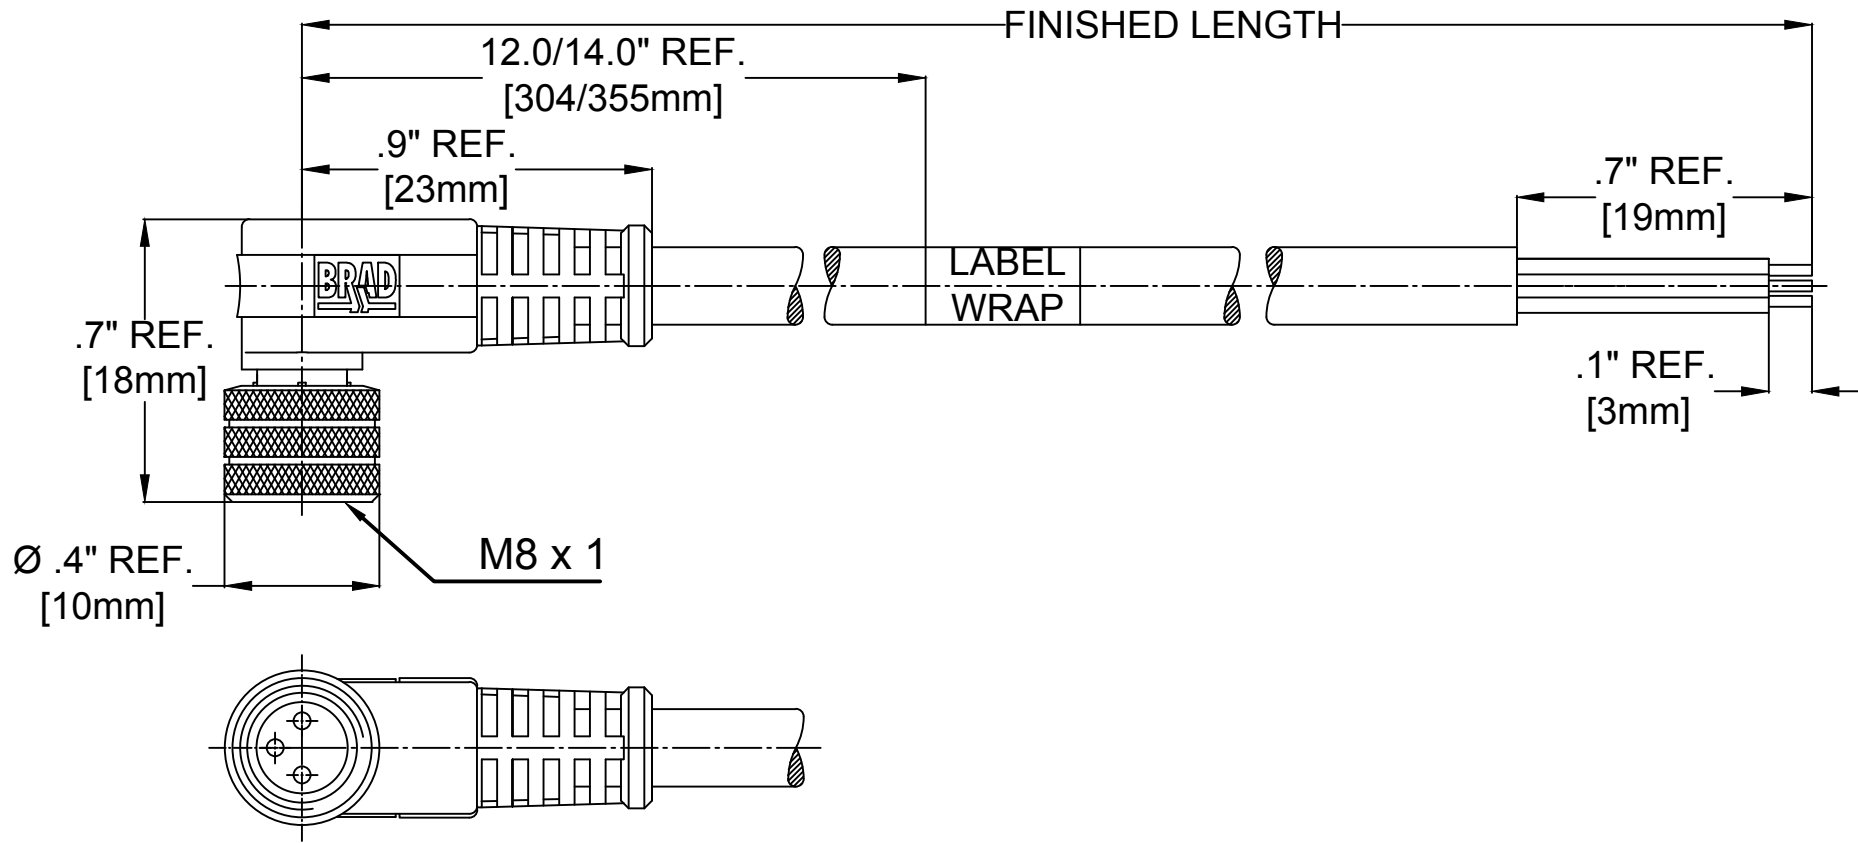 FINISHED LENGTH
12.0/14.0" REF.
[304/355mm]
.9" REF.
[23mm]
.7" REF.
[19mm]
BRAD
LABEL
WRAP
.7" REF.
[18mm]
.1" REF.
[3mm]
M8 x 1
Ø .4" REF.
[10mm]